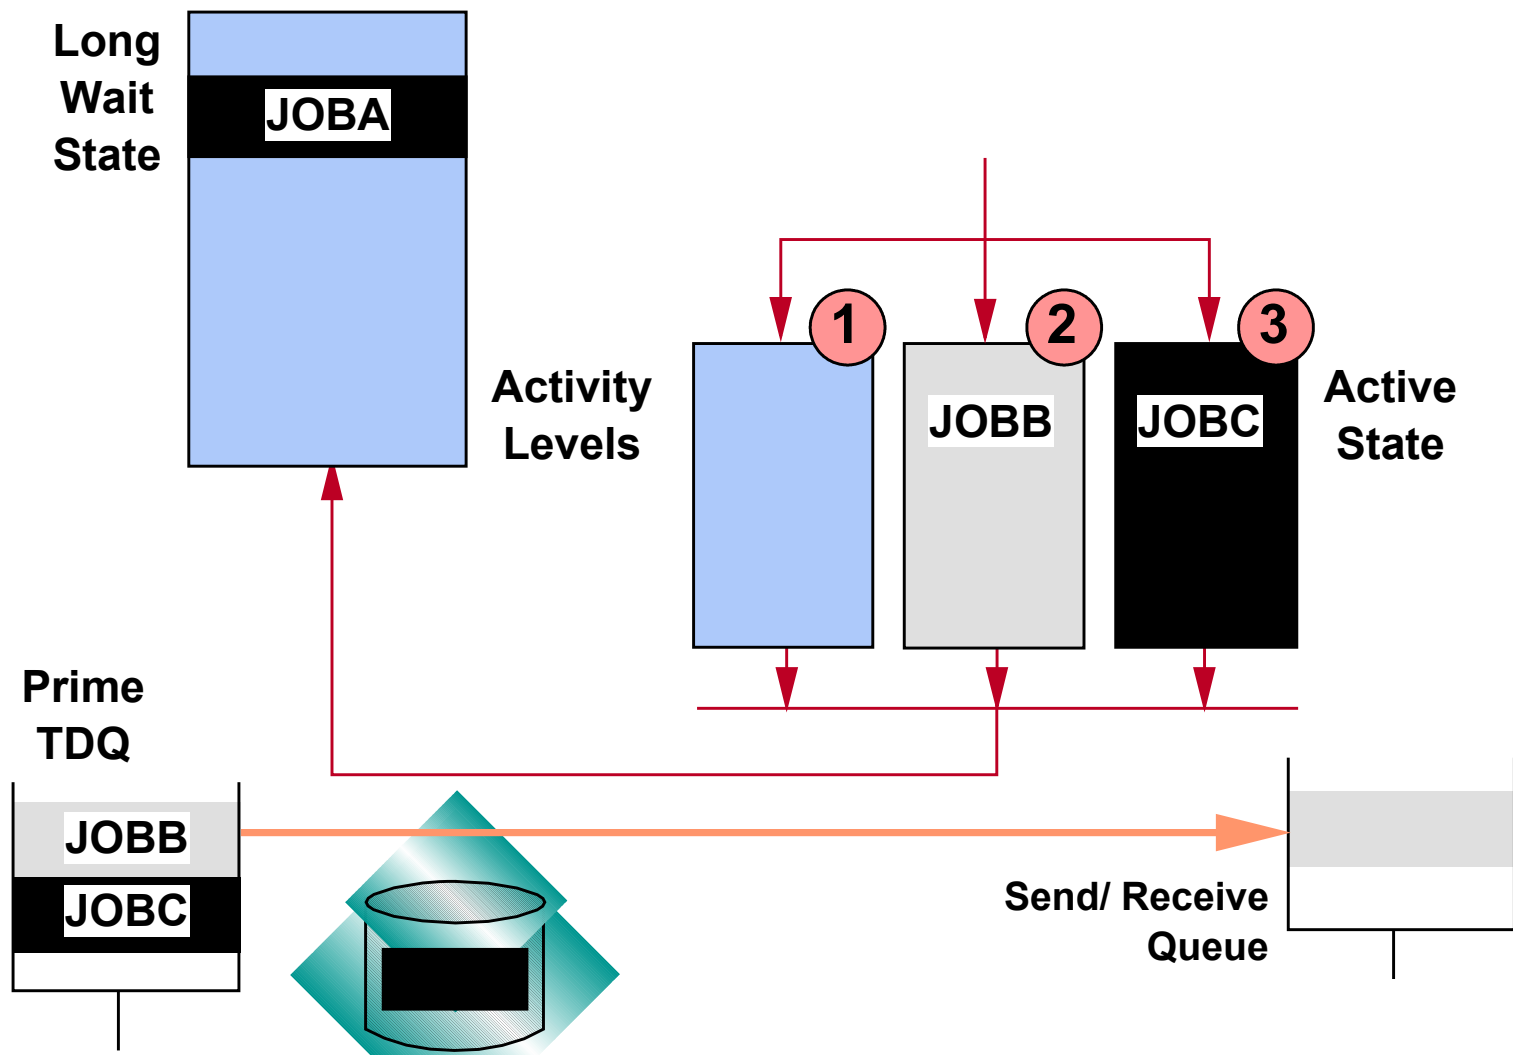 Long
Wait
State
JOBA
1
2
3
Activity
Levels
JOBB
JOBC
Active
State
Prime
TDQ
JOBB
JOBC
Send/ Receive
Queue